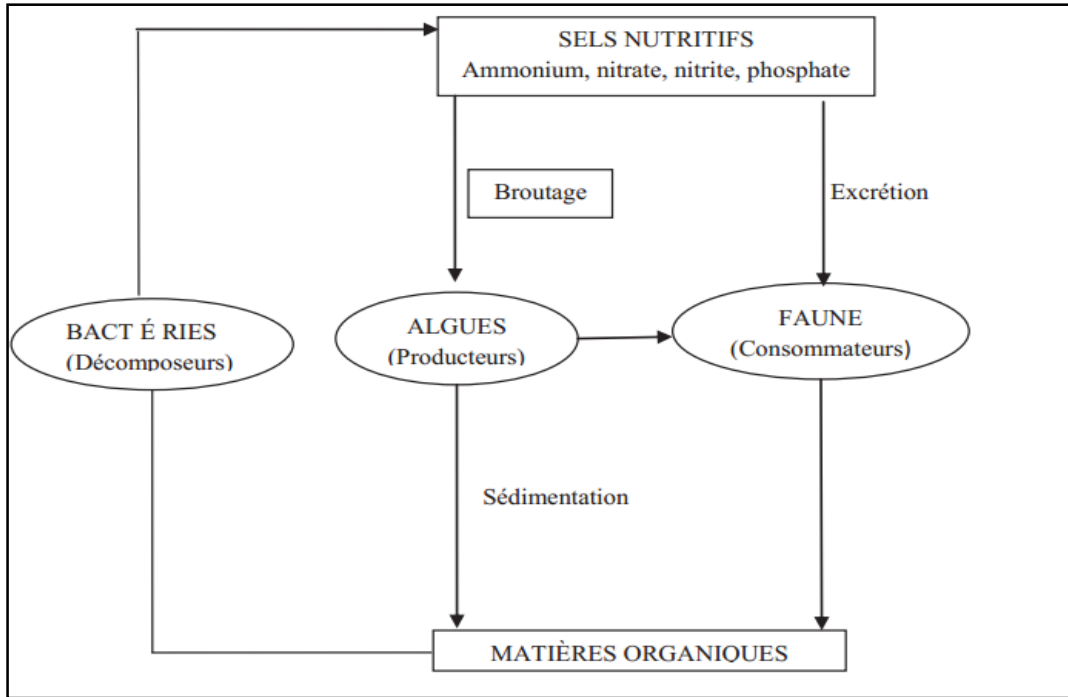 SELS NUTRITIFS
Ammonium, nitrate, nitrite, phosphate
Broutage
Excrétion
BACT É RIES
(Décomposeurs)
ALGUES
(Producteurs)
FAUNE
(Consommateurs)
Sédimentation
MATIÈRES ORGANIQUES